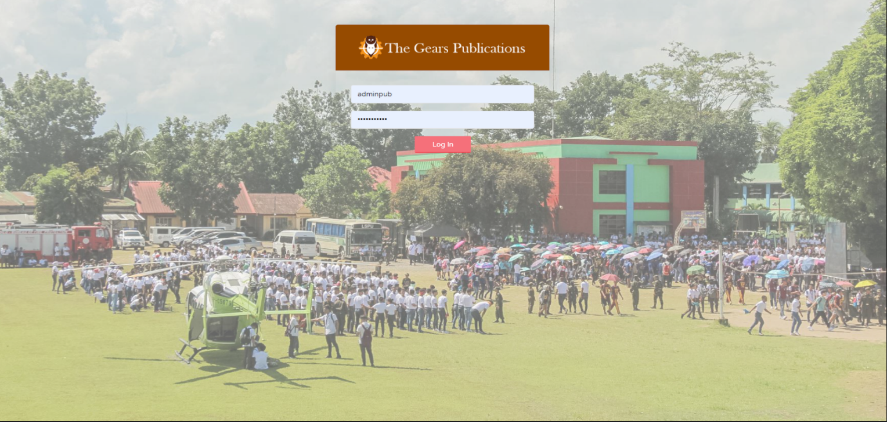 The Gears Publications
adminpub
•••••••••••
Log In